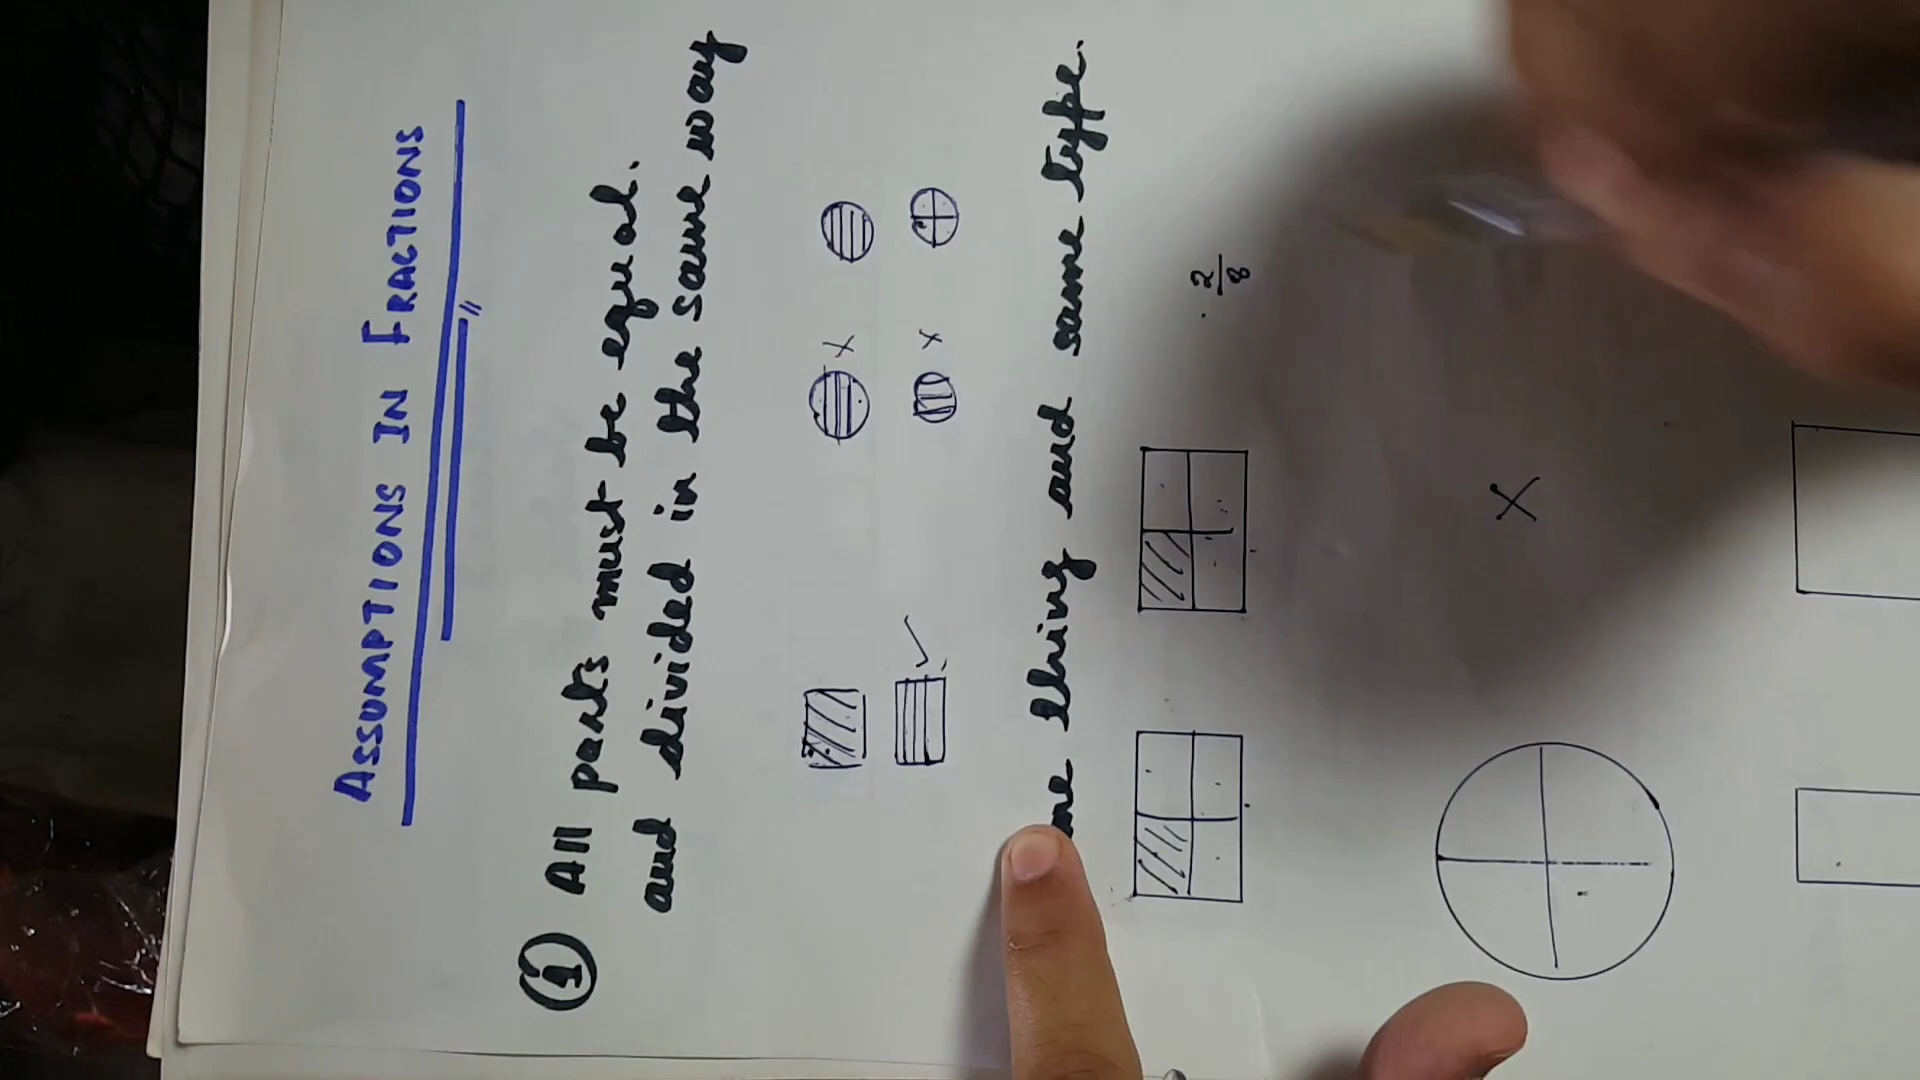 ASSUMPTIONS IN FRACTIONS
① All parts must be equal.
and divided in the same way
thing and same type.
2/8